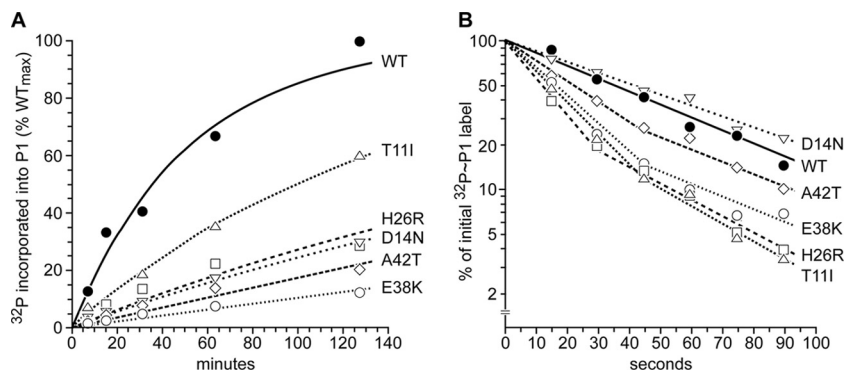 A
³²P incorporated into P1 (% WTmax)
100
80
60
40
20
0
0 20 40 60 80 100 120 140
minutes
WT
T11I
H26R
D14N
A42T
E38K
B
% of initial ³²P~P1 label
100
50
20
10
5
2
0 10 20 30 40 50 60 70 80 90 100
seconds
D14N
WT
A42T
E38K
H26R
T11I